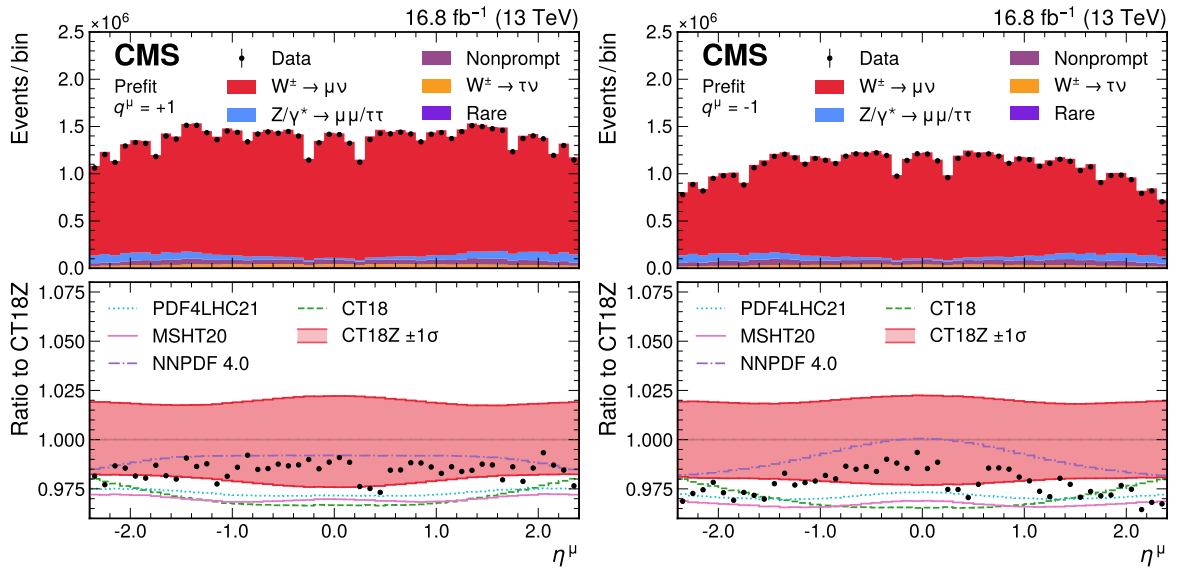 ×10⁶ 16.8 fb⁻¹ (13 TeV)
CMS
Prefit
qᵘ = +1
Data
W± → μν
Z/γ* → μμ/ττ
Nonprompt
W± → τν
Rare
Events/bin
2.5
2.0
1.5
1.0
0.5
0.0
PDF4LHC21
MSHT20
NNPDF 4.0
CT18
CT18Z ±1σ
Ratio to CT18Z
1.075
1.050
1.025
1.000
0.975
-2.0 -1.0 0.0 1.0 2.0
η^μ
×10⁶ 16.8 fb⁻¹ (13 TeV)
CMS
Prefit
q^μ = -1
Data
W± → μν
Z/γ* → μμ/ττ
Nonprompt
W± → τν
Rare
Events/bin
2.5
2.0
1.5
1.0
0.5
0.0
PDF4LHC21
MSHT20
NNPDF 4.0
CT18
CT18Z ±1σ
Ratio to CT18Z
1.075
1.050
1.025
1.000
0.975
-2.0 -1.0 0.0 1.0 2.0
η^μ